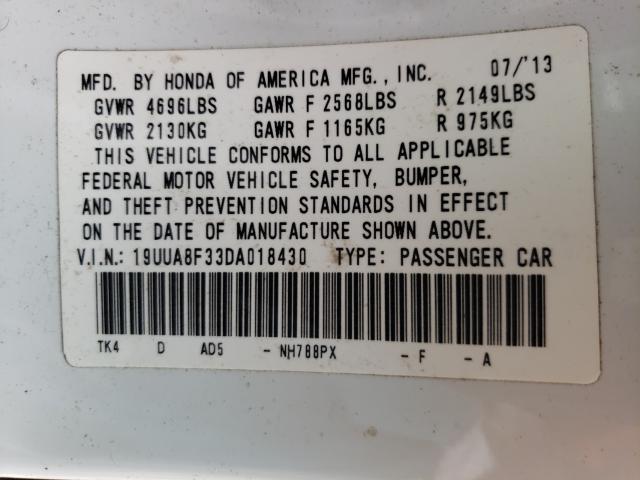 MFD. BY HONDA OF AMERICA MFG., INC. 07/'13
GVWR 4696LBS GAWR F 2568LBS R 2149LBS
GVWR 2130KG GAWR F 1165KG R 975KG
THIS VEHICLE CONFORMS TO ALL APPLICABLE
FEDERAL MOTOR VEHICLE SAFETY, BUMPER,
AND THEFT PREVENTION STANDARDS IN EFFECT
ON THE DATE OF MANUFACTURE SHOWN ABOVE.
V.I.N.: 19UUA8F33DA018430 TYPE: PASSENGER CAR
TK4 D AD5 - NH788PX - F - A